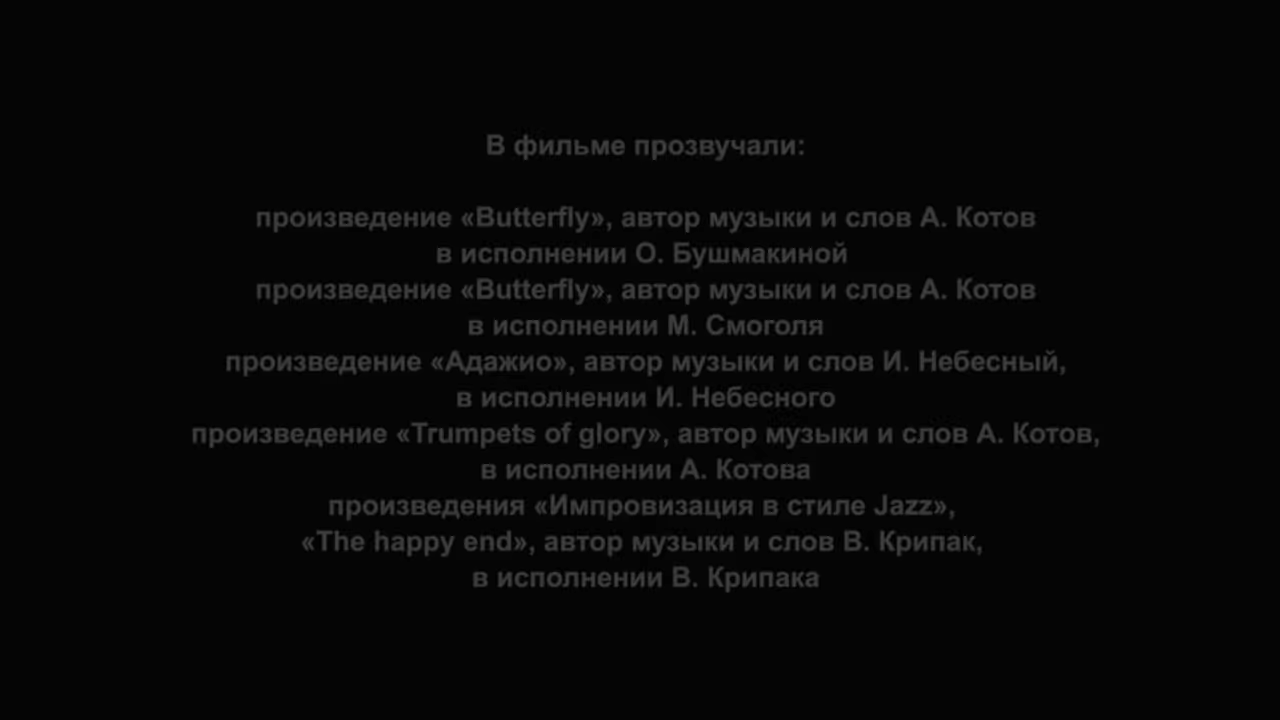 В фильме прозвучали:
произведение «Butterfly», автор музыки и слов А. Котов
в исполнении О. Бушмакиной
произведение «Butterfly», автор музыки и слов А. Котов
в исполнении М. Смоголя
произведение «Адажио», автор музыки и слов И. Небесный,
в исполнении И. Небесного
произведение «Trumpets of glory», автор музыки и слов А. Котов,
в исполнении А. Котова
произведения «Импровизация в стиле Jazz»,
«The happy end», автор музыки и слов В. Крипак,
в исполнении В. Крипака